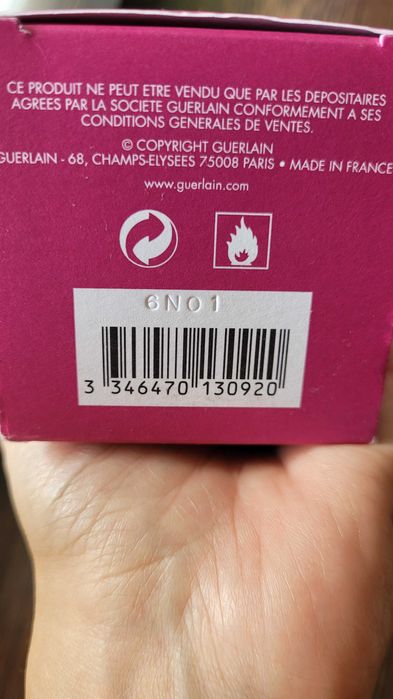 CE PRODUIT NE PEUT ETRE VENDU QUE PAR LES DEPOSITAIRES
AGREES PAR LA SOCIETE GUERLAIN CONFORMEMENT A SES
CONDITIONS GENERALES DE VENTES.
© COPYRIGHT GUERLAIN
GUERLAIN - 68, CHAMPS-ELYSEES 75008 PARIS • MADE IN FRANCE
www.guerlain.com
6N01
3 346470 130920